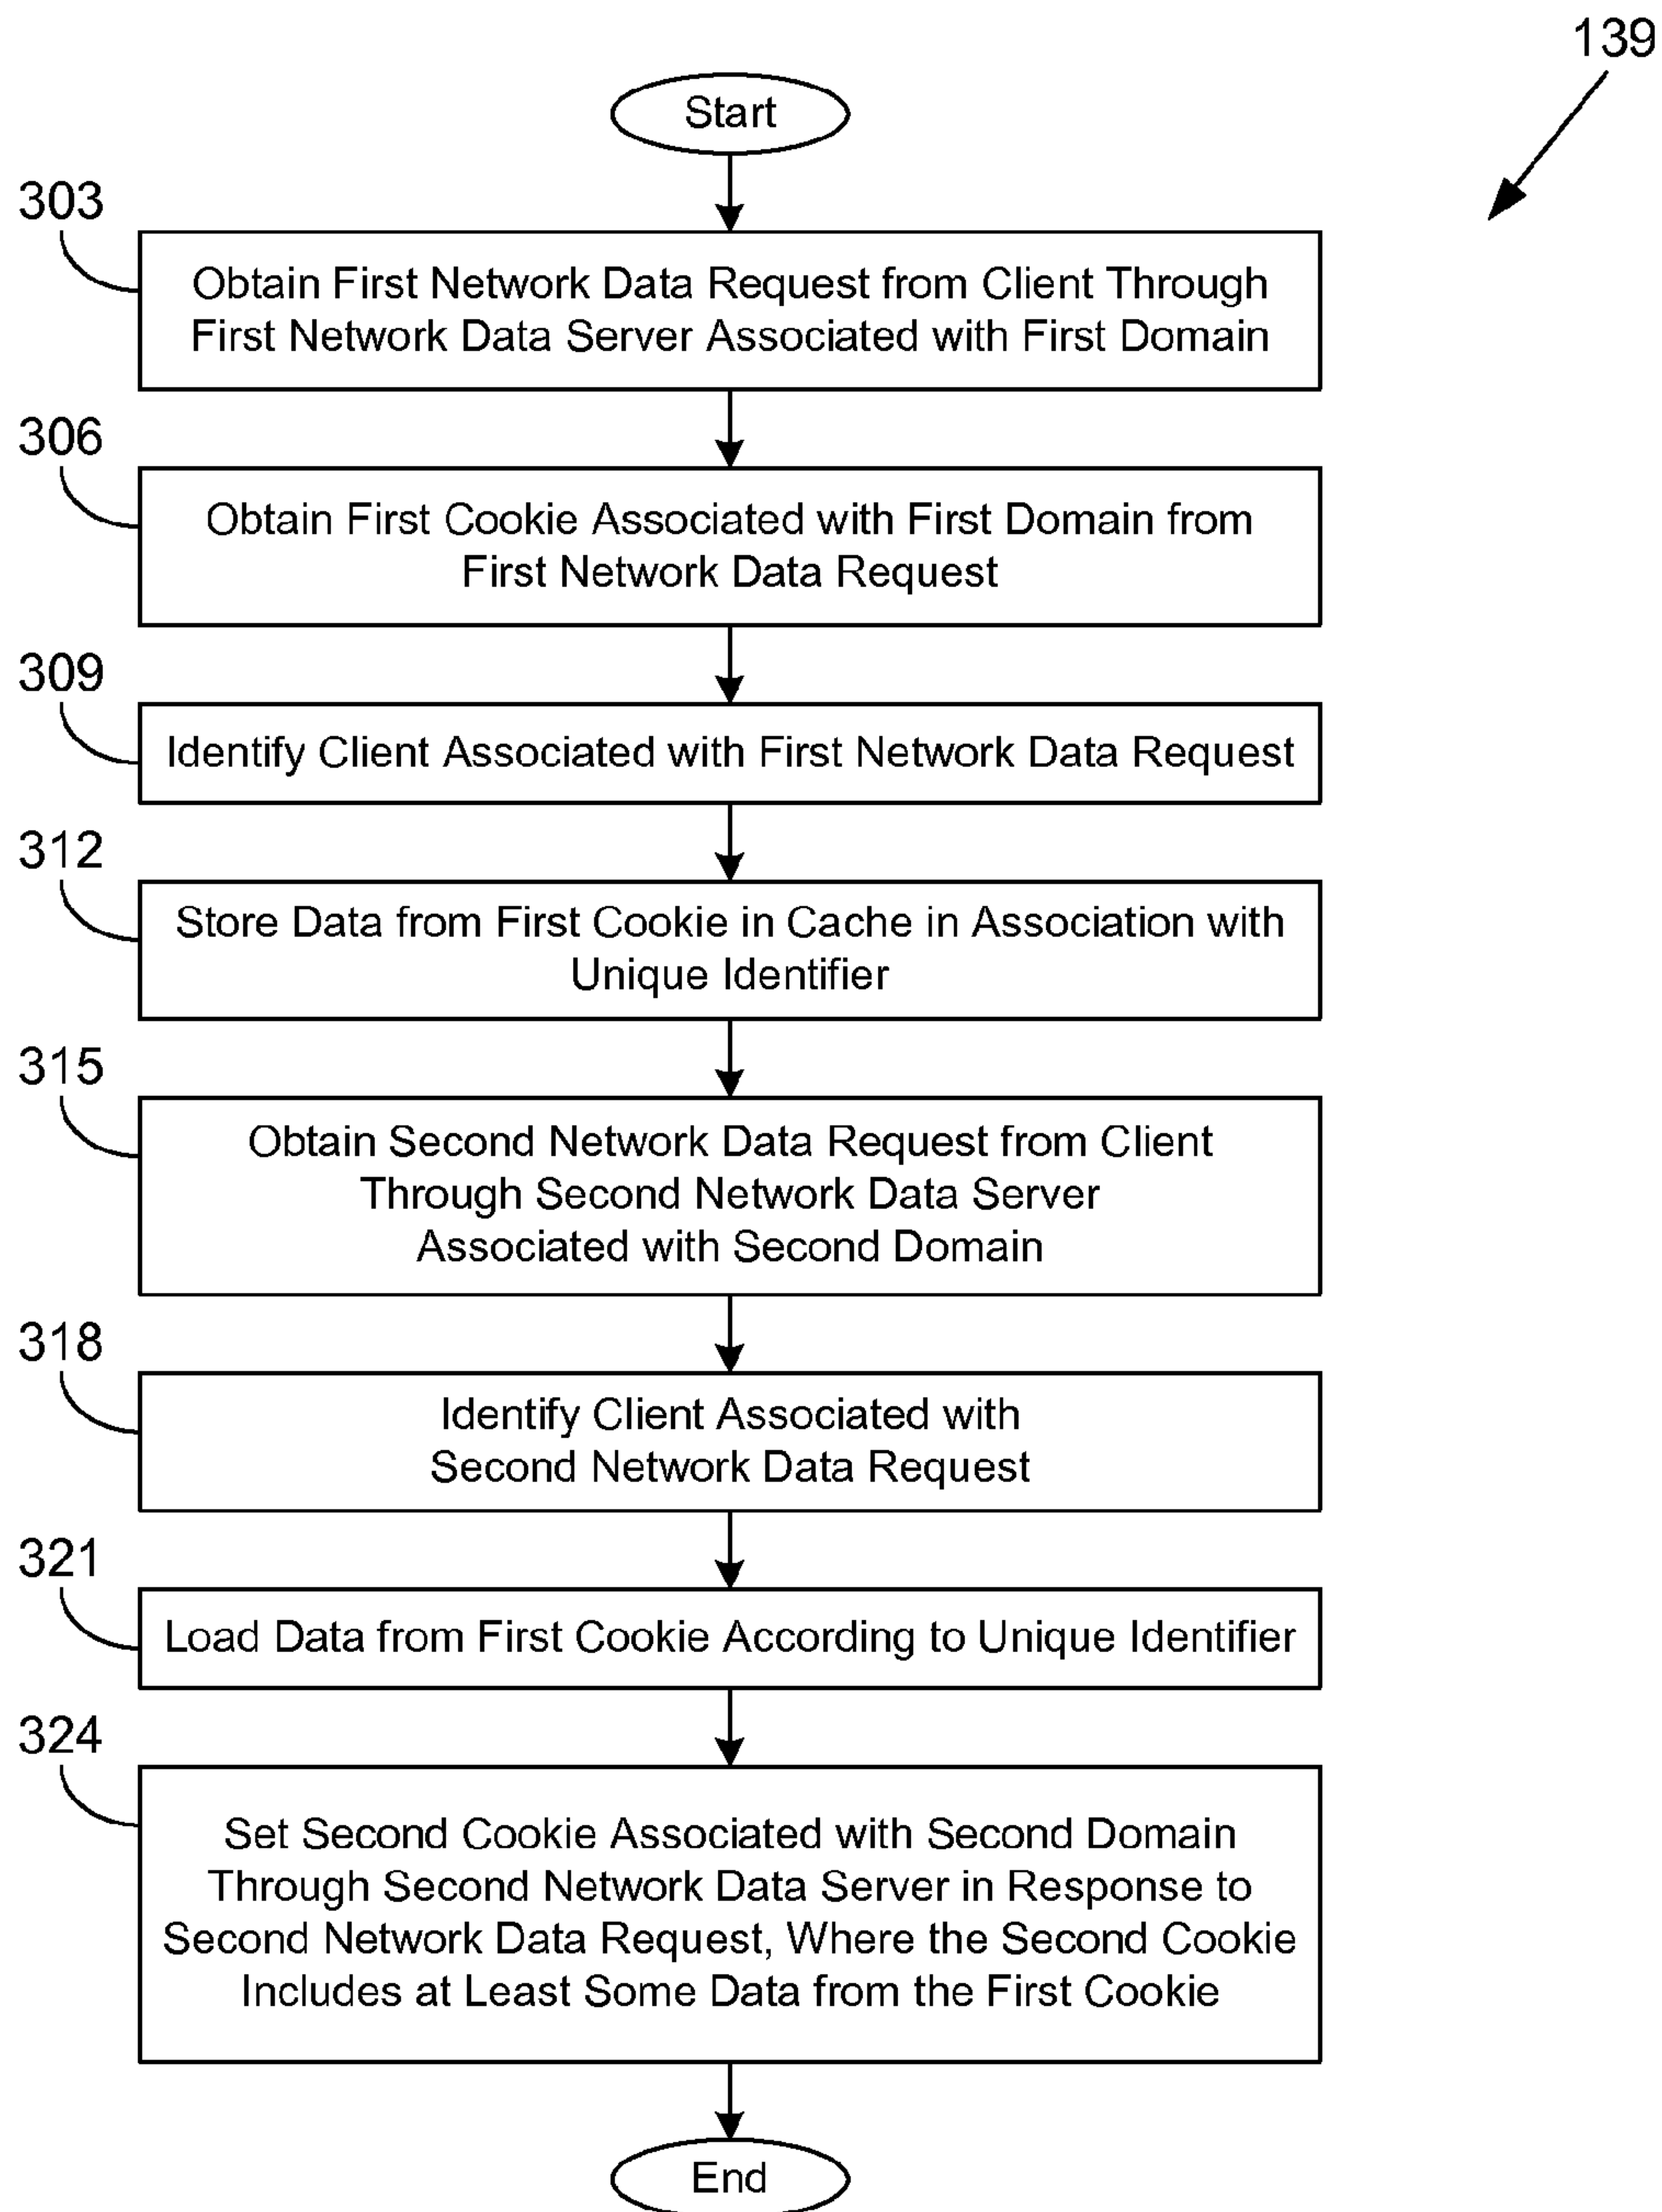 139
Start
303
Obtain First Network Data Request from Client Through
First Network Data Server Associated with First Domain
306
Obtain First Cookie Associated with First Domain from
First Network Data Request
309
Identify Client Associated with First Network Data Request
312
Store Data from First Cookie in Cache in Association with
Unique Identifier
315
Obtain Second Network Data Request from Client
Through Second Network Data Server
Associated with Second Domain
318
Identify Client Associated with
Second Network Data Request
321
Load Data from First Cookie According to Unique Identifier
324
Set Second Cookie Associated with Second Domain
Through Second Network Data Server in Response to
Second Network Data Request, Where the Second Cookie
Includes at Least Some Data from the First Cookie
End